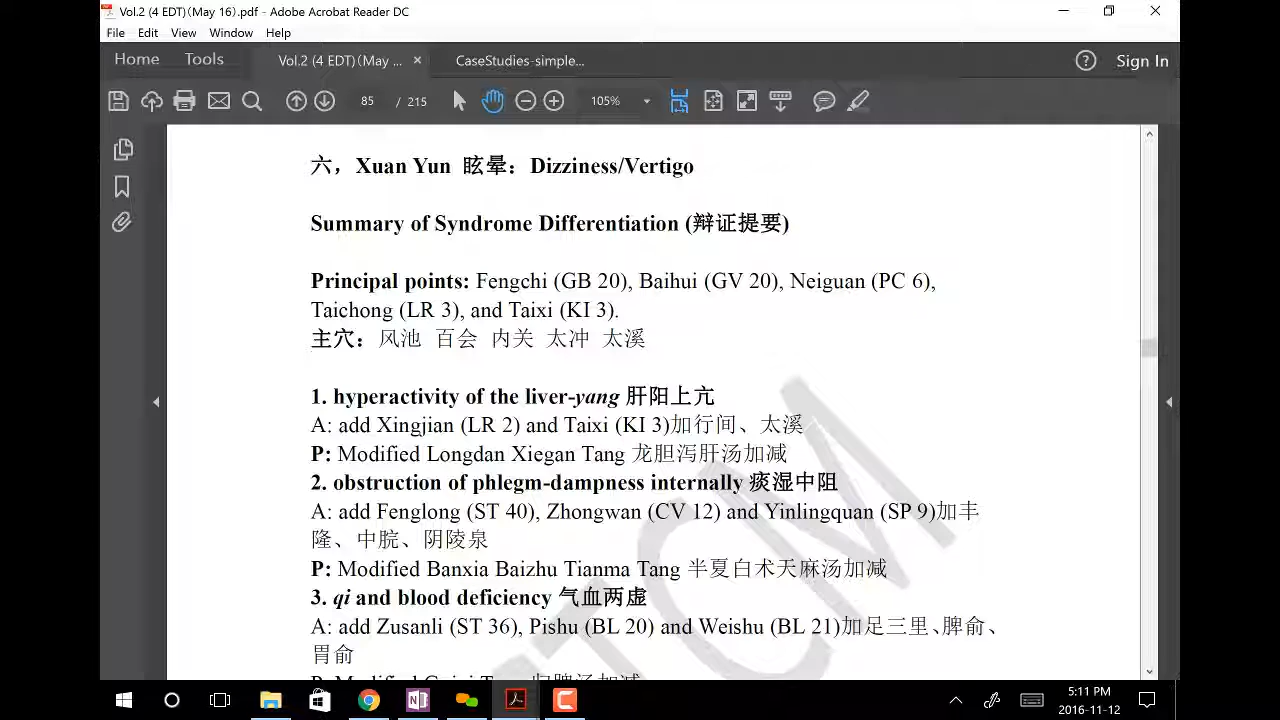 Vol.2 (4 EDT)(May 16).pdf - Adobe Acrobat Reader DC
File Edit View Window Help
Home Tools Vol.2 (4 EDT)(May ... × CaseStudies-simple... ? Sign In
85 / 215 105%
六，Xuan Yun 眩晕：Dizziness/Vertigo
Summary of Syndrome Differentiation (辩证提要)
Principal points: Fengchi (GB 20), Baihui (GV 20), Neiguan (PC 6),
Taichong (LR 3), and Taixi (KI 3).
主穴：风池 百会 内关 太冲 太溪
1. hyperactivity of the liver-yang 肝阳上亢
A: add Xingjian (LR 2) and Taixi (KI 3)加行间、太溪
P: Modified Longdan Xiegan Tang 龙胆泻肝汤加减
2. obstruction of phlegm-dampness internally 痰湿中阻
A: add Fenglong (ST 40), Zhongwan (CV 12) and Yinlingquan (SP 9)加丰
隆、中脘、阴陵泉
P: Modified Banxia Baizhu Tianma Tang 半夏白术天麻汤加减
3. qi and blood deficiency 气血两虚
A: add Zusanli (ST 36), Pishu (BL 20) and Weishu (BL 21)加足三里、脾俞、
胃俞
P: Modified Guipi Tang 归脾汤加减
TCM
5:11 PM
2016-11-12